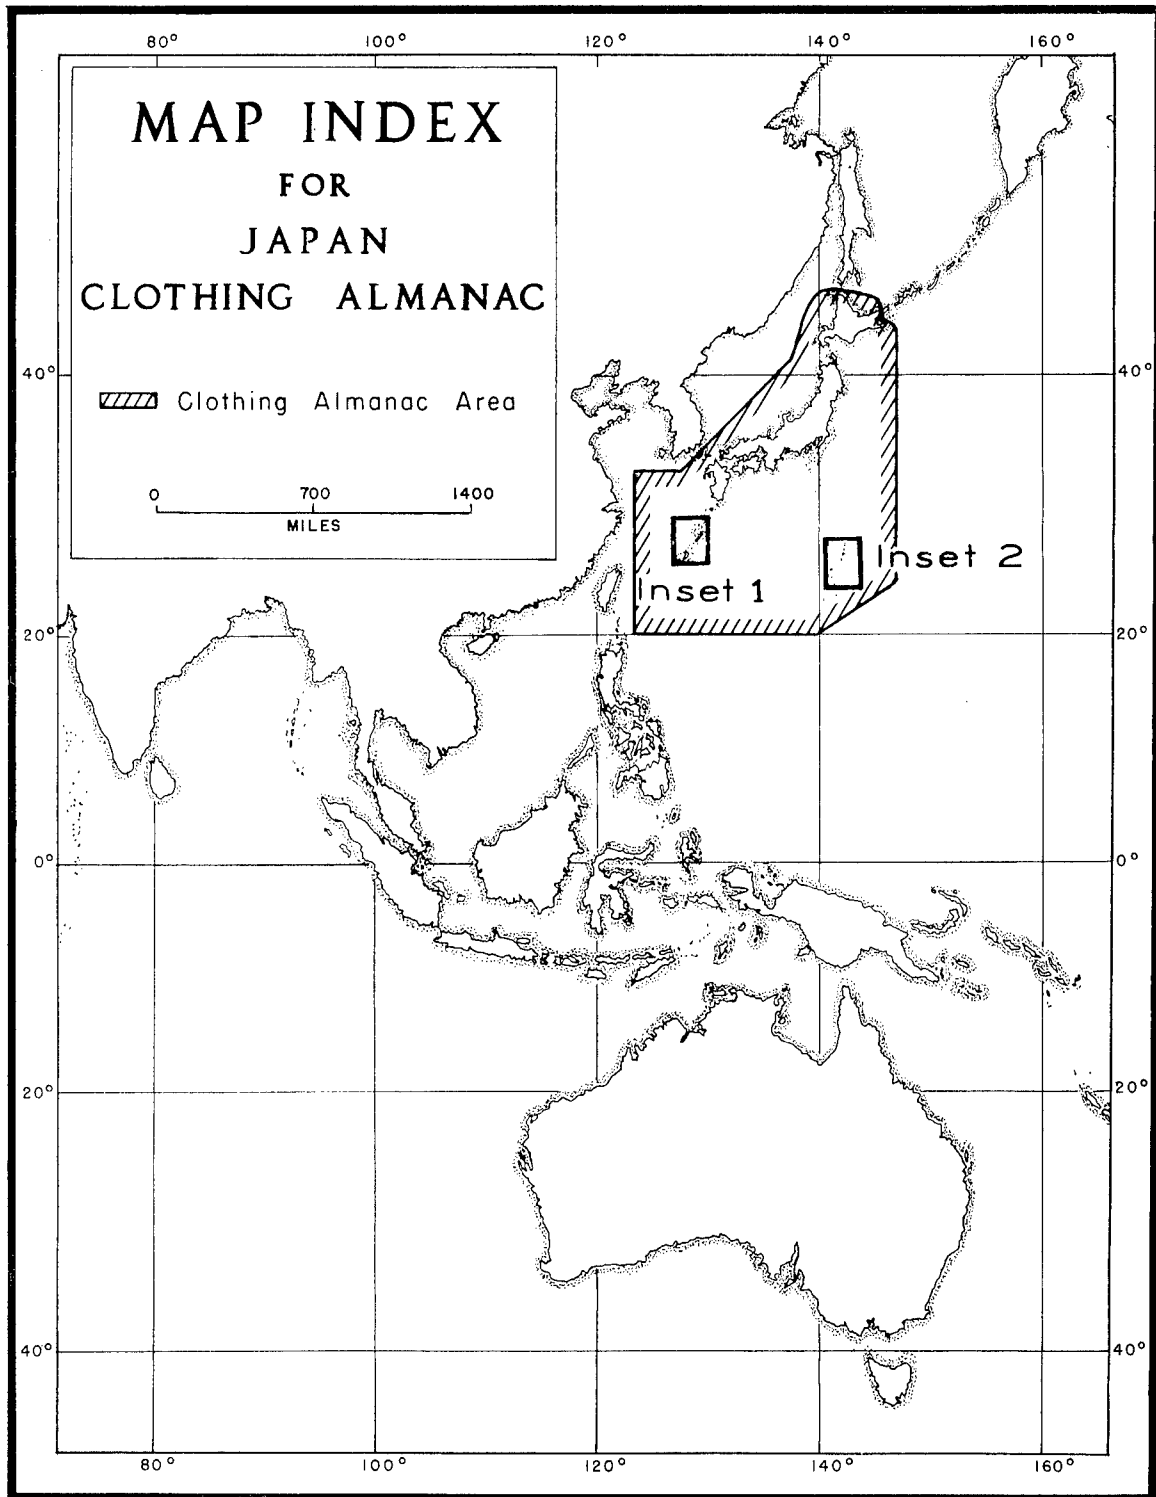 80° 100° 120° 140° 160°
MAP INDEX
FOR
JAPAN
CLOTHING ALMANAC
40° 40°
Clothing Almanac Area
0 700 1400
MILES
Inset 1
Inset 2
20° 20°
0° 0°
20° 20°
40° 40°
80° 100° 120° 140° 160°